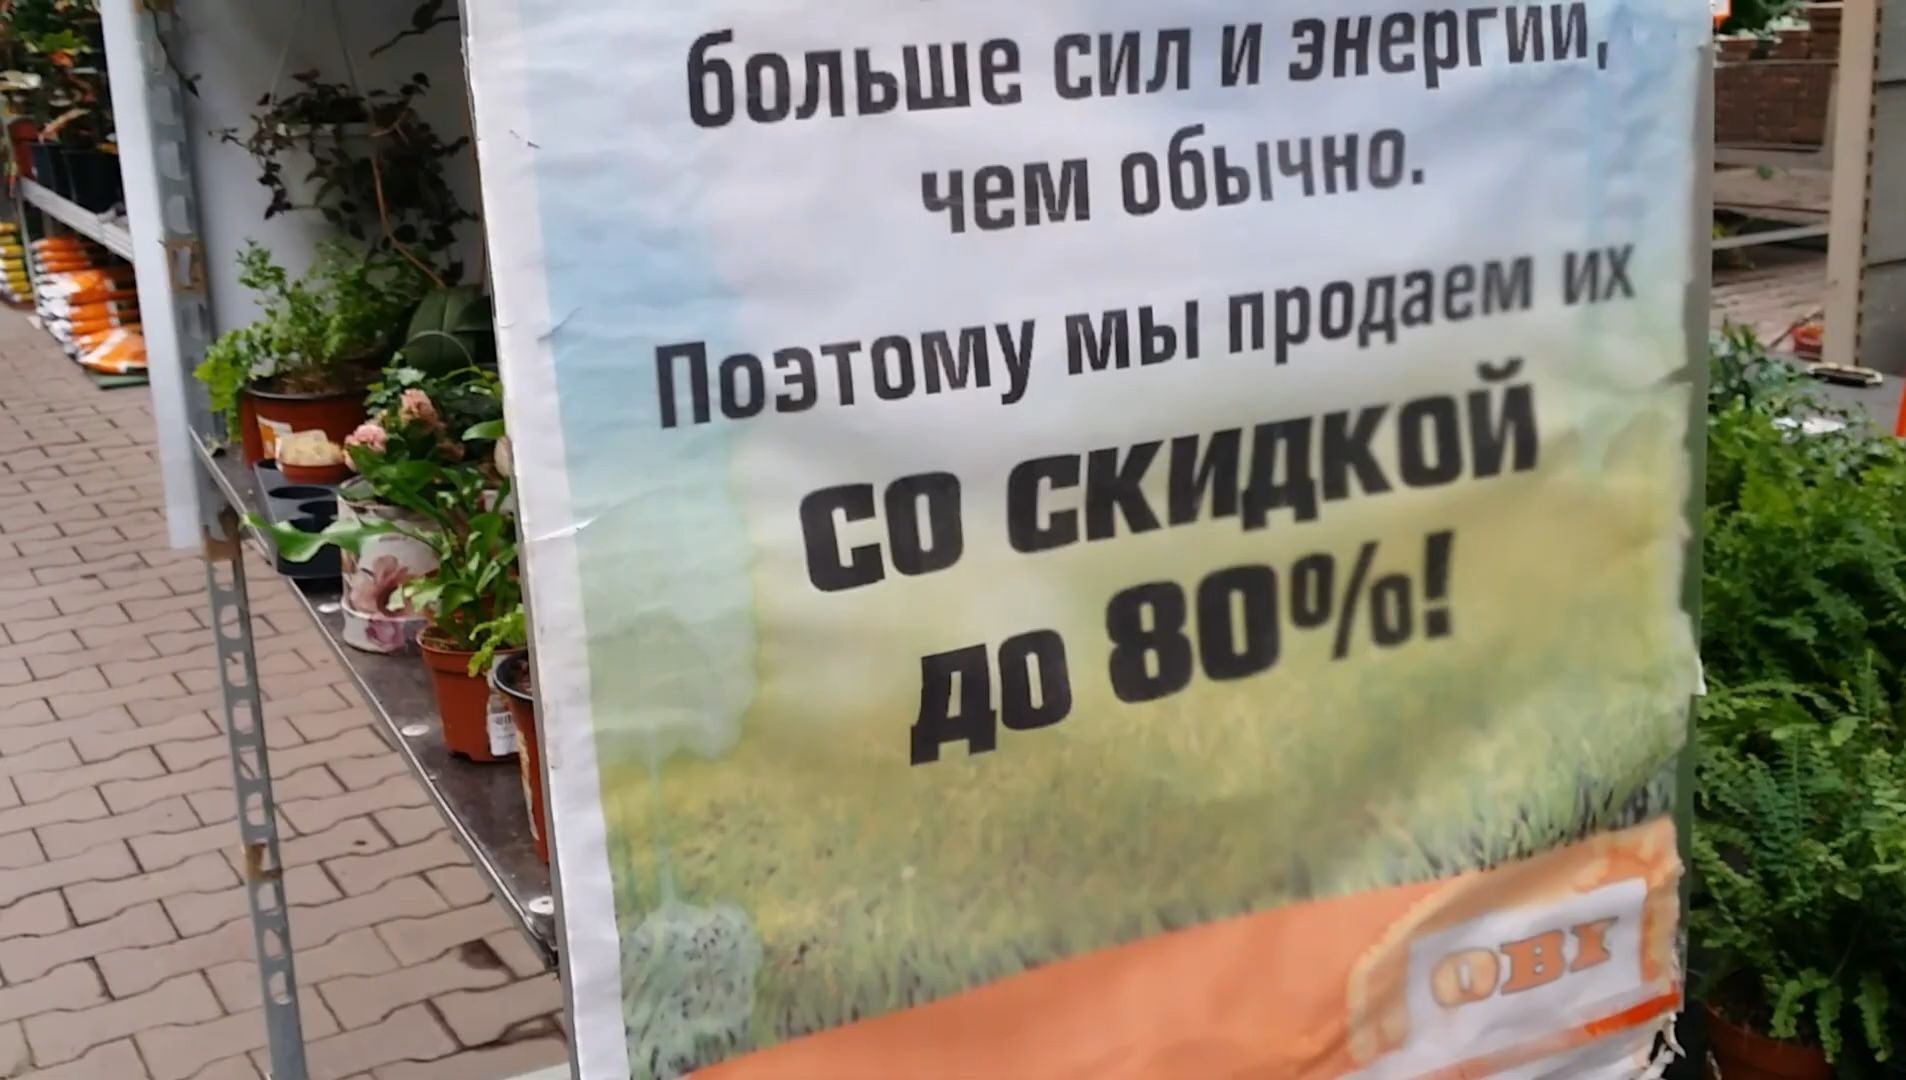 больше сил и энергии,
чем обычно.
Поэтому мы продаем их
со скидкой
до 80%!
OBI